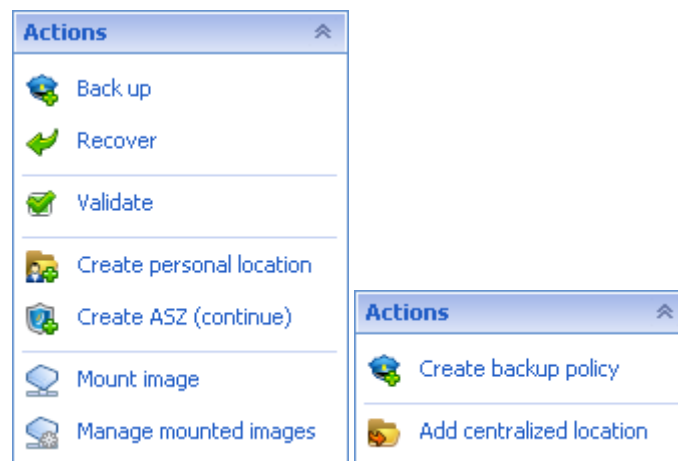 Actions
Back up
Recover
Validate
Create personal location
Create ASZ (continue)
Mount image
Manage mounted images
Actions
Create backup policy
Add centralized location